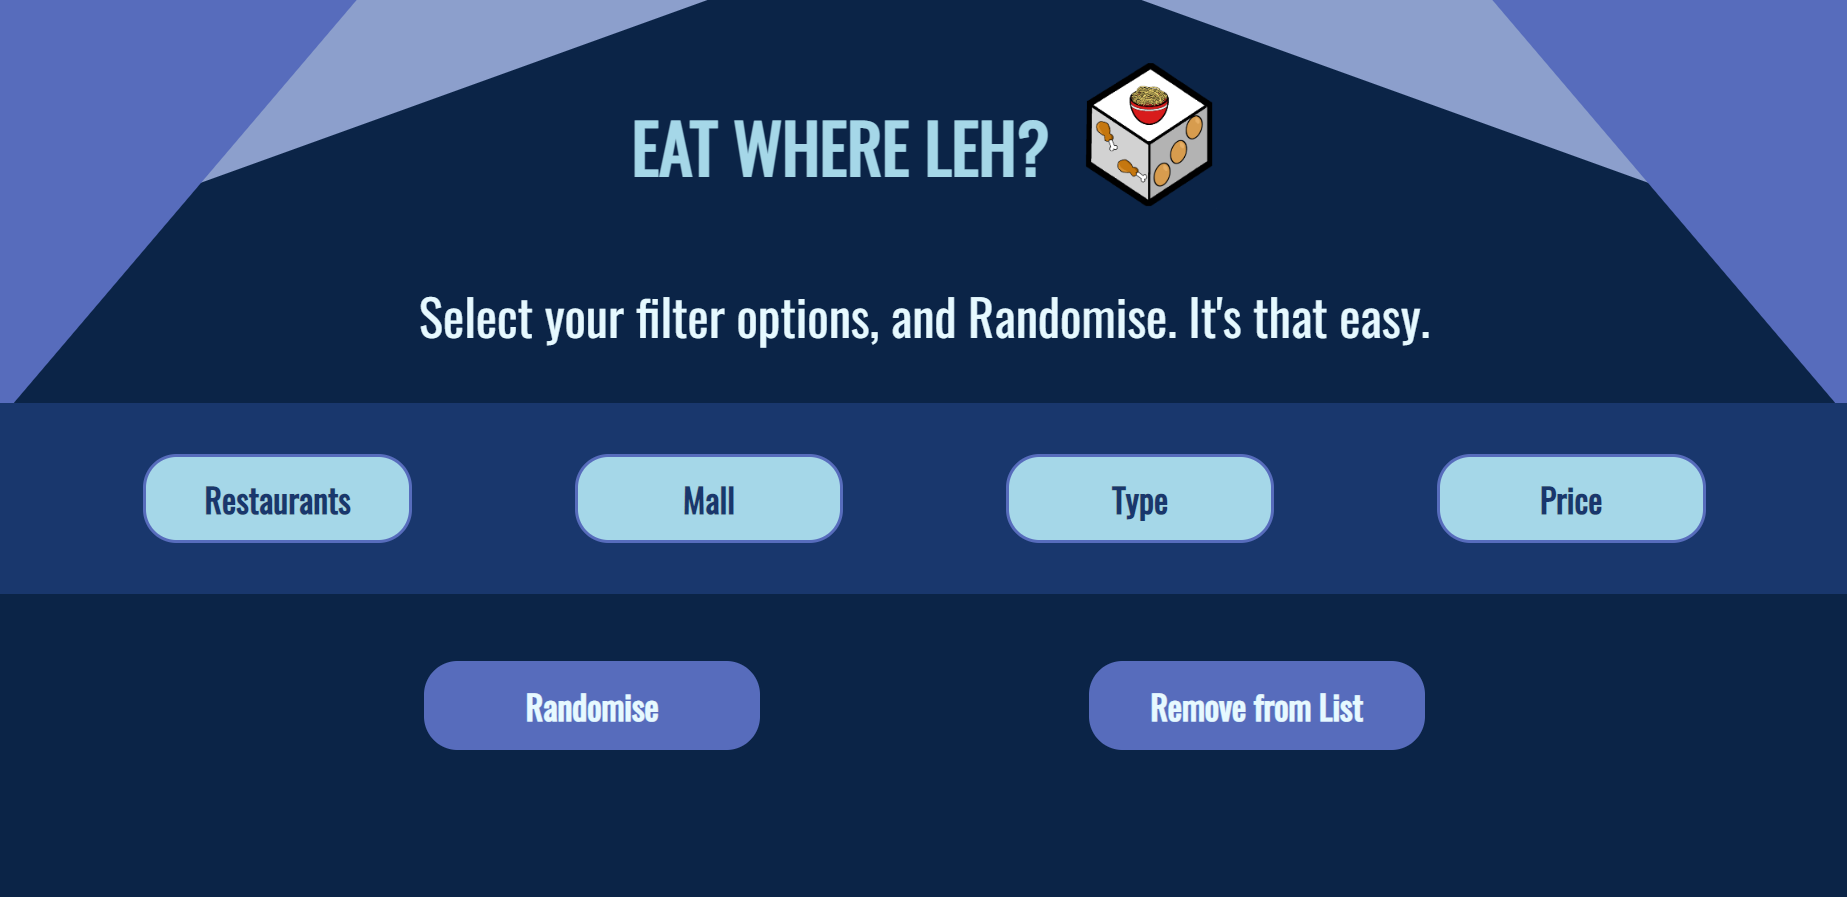 EAT WHERE LEH?
Select your filter options, and Randomise. It's that easy.
Restaurants
Mall
Type
Price
Randomise
Remove from List